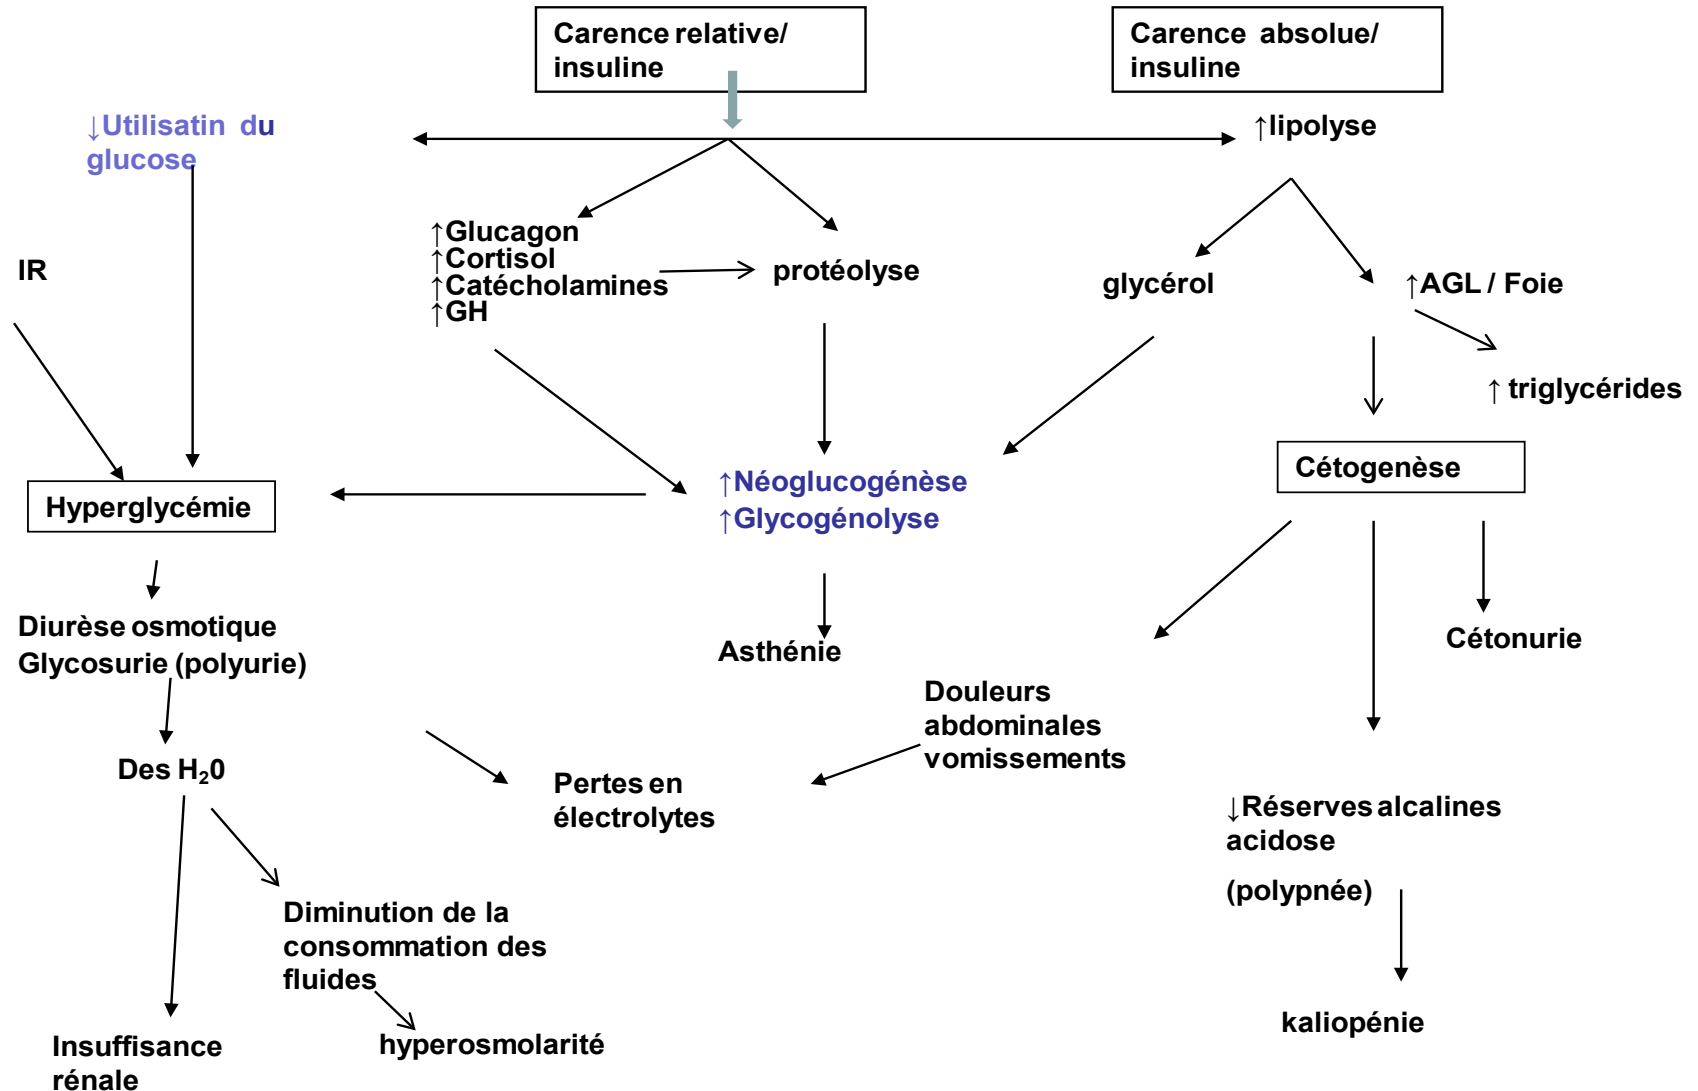 Carence relative/
insuline
Carence absolue/
insuline
↓Utilisatin du
glucose
↑lipolyse
IR
↑Glucagon
↑Cortisol
↑Catécholamines
↑GH
protéolyse
glycérol
↑AGL / Foie
↑ triglycérides
Hyperglycémie
↑Néoglucogénèse
↑Glycogénolyse
Cétogenèse
Diurèse osmotique
Glycosurie (polyurie)
Asthénie
Cétonurie
Douleurs
abdominales
vomissements
Des H₂0
Pertes en
électrolytes
↓Réserves alcalines
acidose
(polypnée)
Diminution de la
consommation des
fluides
kaliopénie
Insuffisance
rénale
hyperosmolarité